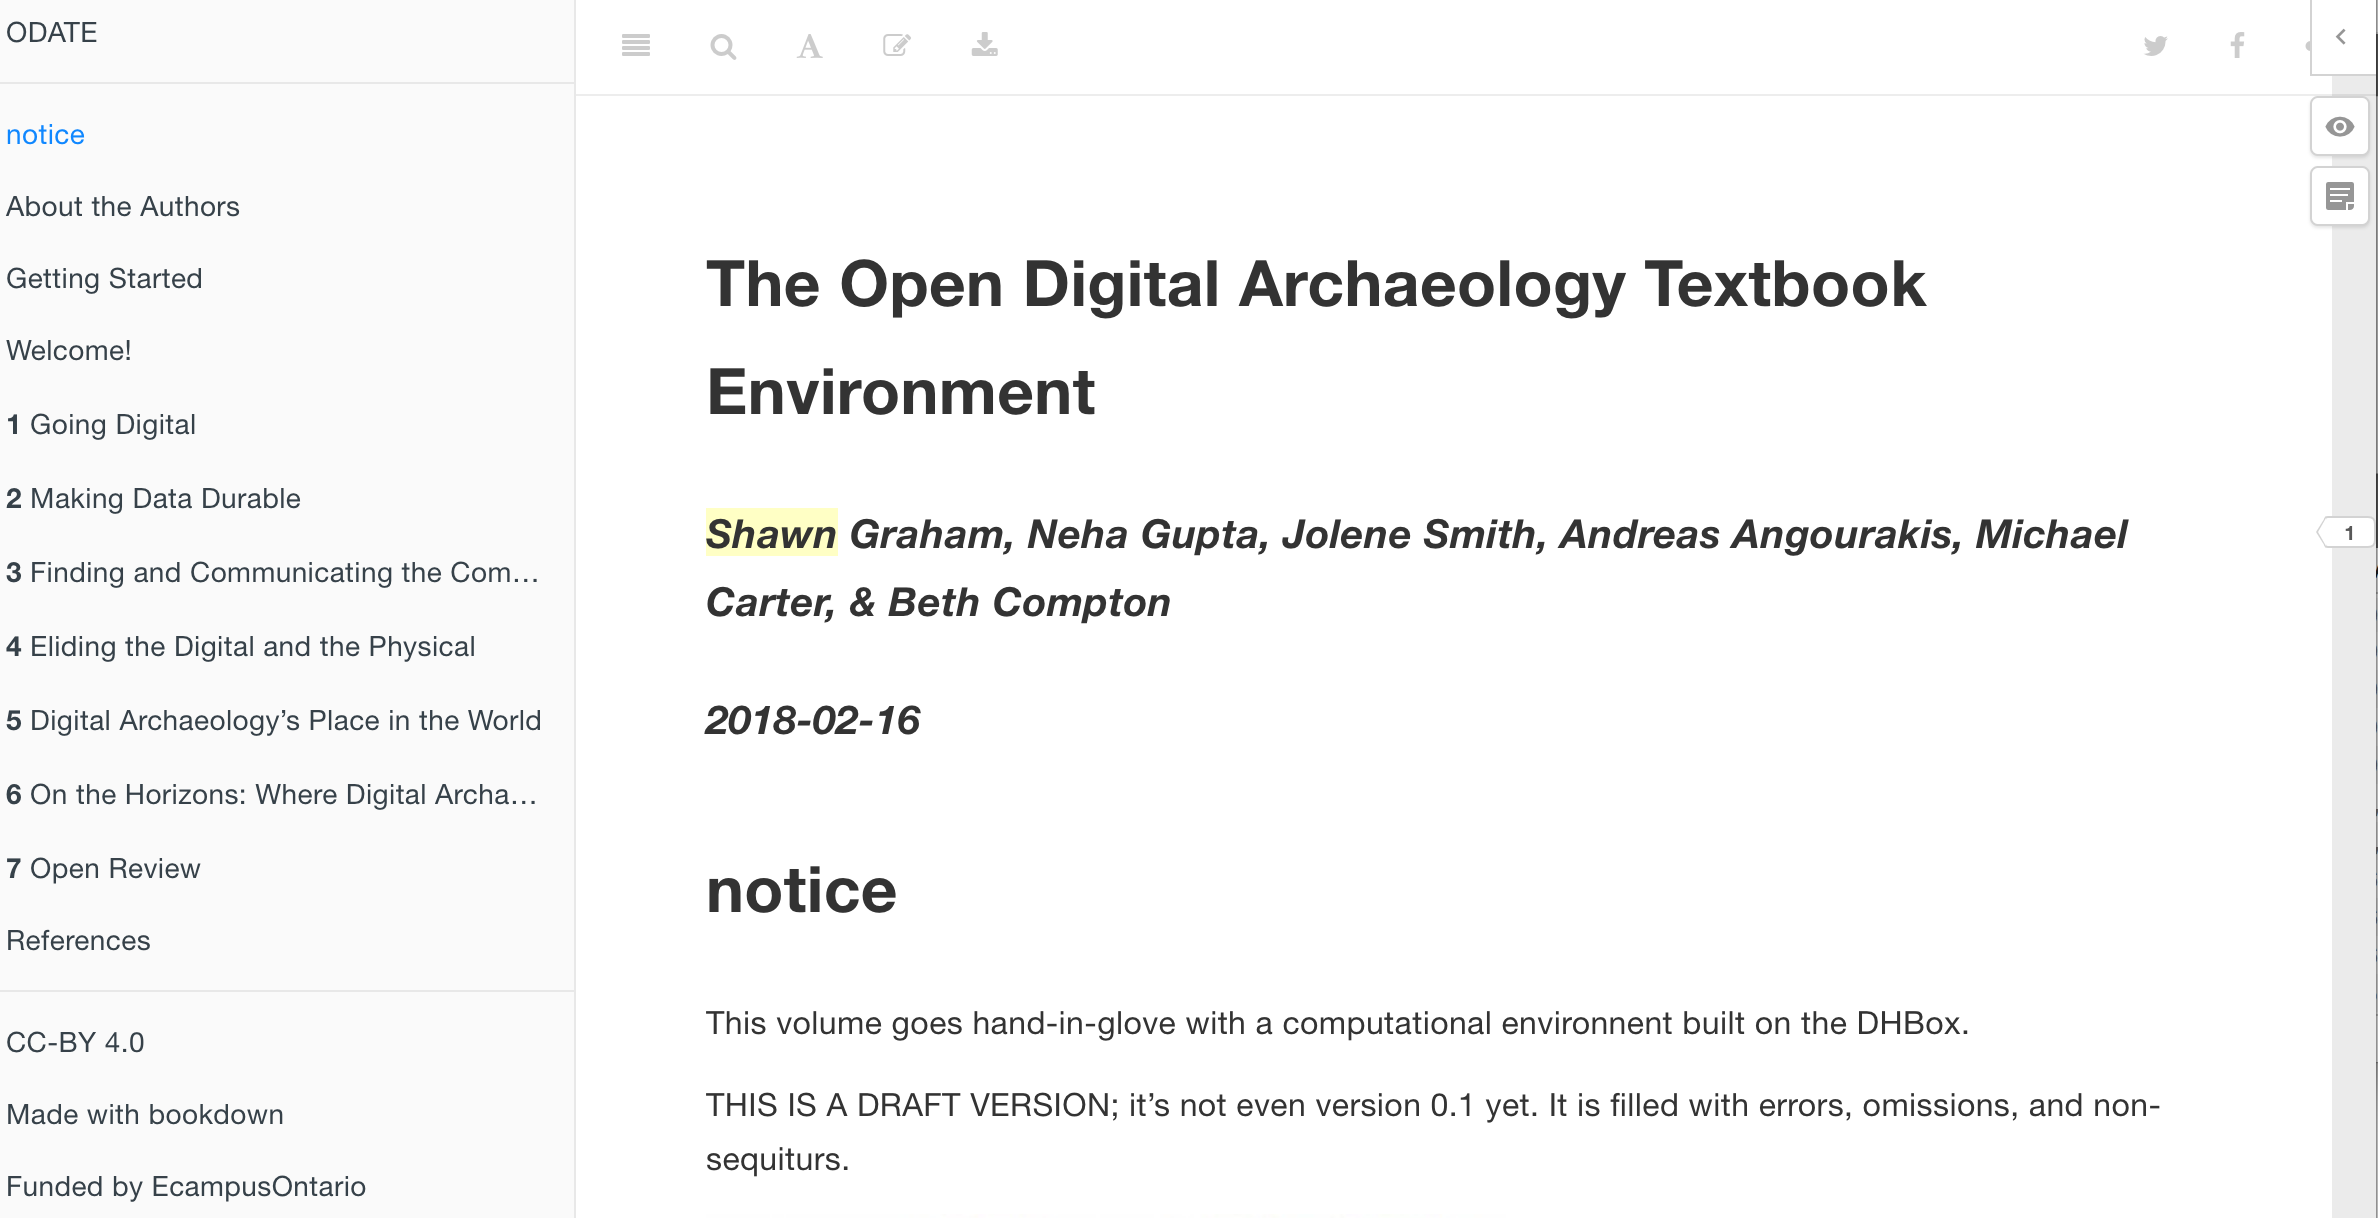 ODATE
notice
About the Authors
Getting Started
Welcome!
1 Going Digital
2 Making Data Durable
3 Finding and Communicating the Com…
4 Eliding the Digital and the Physical
5 Digital Archaeology’s Place in the World
6 On the Horizons: Where Digital Archa…
7 Open Review
References
CC-BY 4.0
Made with bookdown
Funded by EcampusOntario
The Open Digital Archaeology Textbook
Environment
Shawn Graham, Neha Gupta, Jolene Smith, Andreas Angourakis, Michael
Carter, & Beth Compton
2018-02-16
notice
This volume goes hand-in-glove with a computational environnent built on the DHBox.
THIS IS A DRAFT VERSION; it’s not even version 0.1 yet. It is filled with errors, omissions, and non-
sequiturs.
1